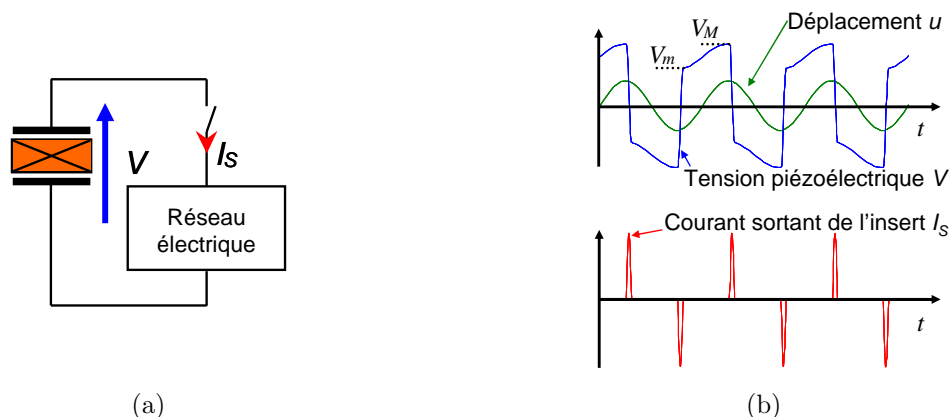 V
I_S
Réseau
électrique
(a)
Déplacement u
V_M
V_m
t
Tension piézoélectrique V
Courant sortant de l'insert I_S
t
(b)